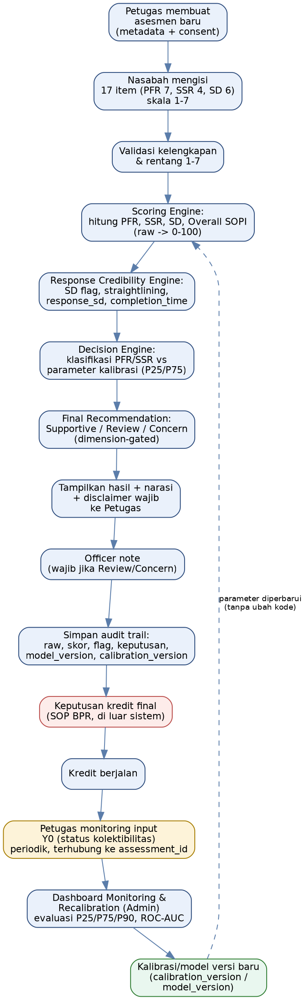 Petugas membuat
asesmen baru
(metadata + consent)
Nasabah mengisi
17 item (PFR 7, SSR 4, SD 6)
skala 1-7
Validasi kelengkapan
& rentang 1-7
Scoring Engine:
hitung PFR, SSR, SD, Overall SOPI
(raw -> 0-100)
Response Credibility Engine:
SD flag, straightlining,
response_sd, completion_time
Decision Engine:
klasifikasi PFR/SSR vs
parameter kalibrasi (P25/P75)
Final Recommendation:
Supportive / Review / Concern
(dimension-gated)
Tampilkan hasil + narasi
+ disclaimer wajib
ke Petugas
Officer note
(wajib jika Review/Concern)
parameter diperbarui
(tanpa ubah kode)
Simpan audit trail:
raw, skor, flag, keputusan,
model_version, calibration_version
Keputusan kredit final
(SOP BPR, di luar sistem)
Kredit berjalan
Petugas monitoring input
Y0 (status kolektibilitas)
periodik, terhubung ke assessment_id
Dashboard Monitoring &
Recalibration (Admin)
evaluasi P25/P75/P90, ROC-AUC
Kalibrasi/model versi baru
(calibration_version /
model_version)